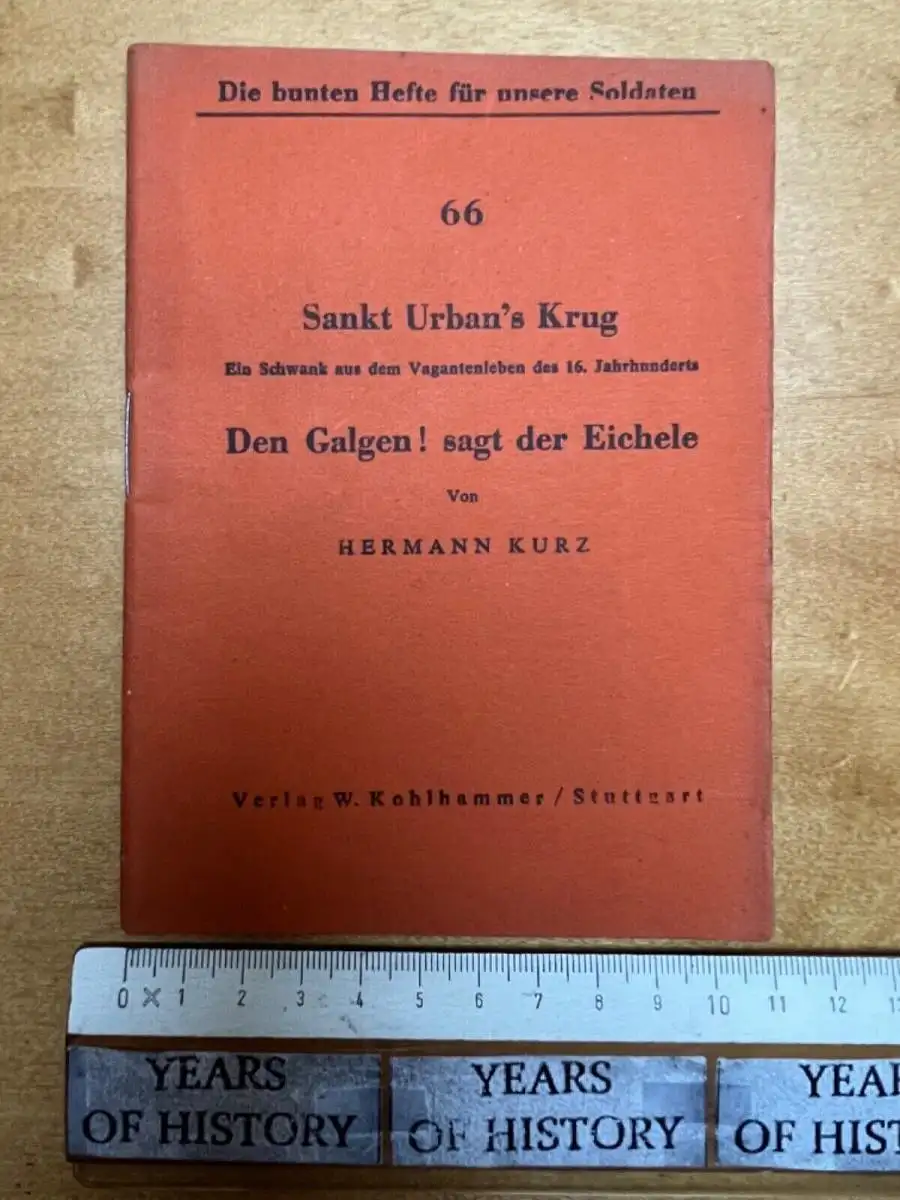 Die bunten Hefte für unsere Soldaten
66
Sankt Urban's Krug
Ein Schwank aus dem Vagantenleben des 16. Jahrhunderts
Den Galgen! sagt der Eichele
Von
HERMANN KURZ
Verlag W. Kohlhammer / Stuttgart
0 1 2 3 4 5 6 7 8 9 10 11 12
YEARS YEARS
OF HISTORY OF HISTORY OF